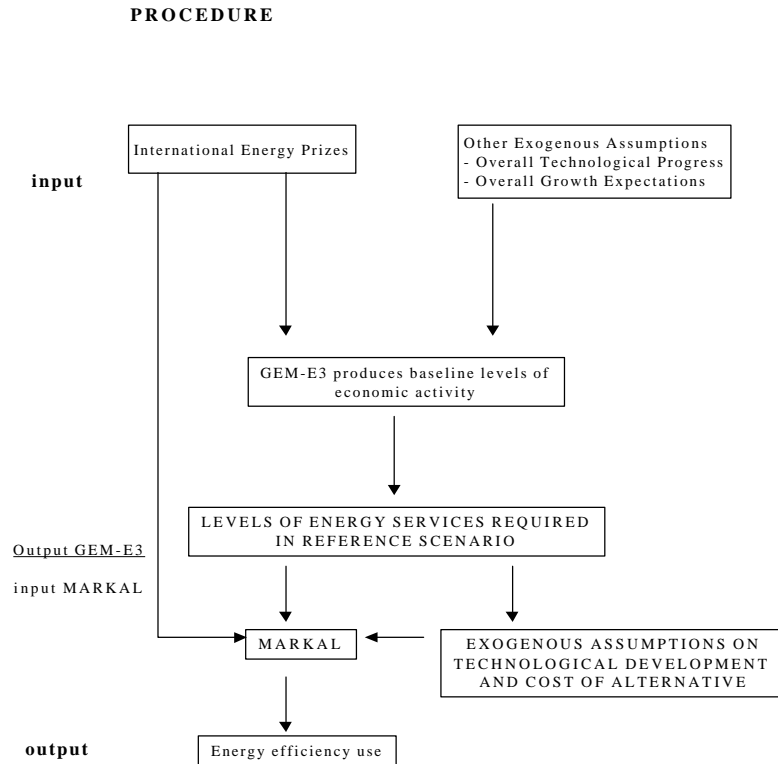 PROCEDURE
International Energy Prizes
Other Exogenous Assumptions
- Overall Technological Progress
- Overall Growth Expectations
input
GEM-E3 produces baseline levels of
economic activity
LEVELS OF ENERGY SERVICES REQUIRED
IN REFERENCE SCENARIO
Output GEM-E3
input MARKAL
MARKAL
EXOGENOUS ASSUMPTIONS ON
TECHNOLOGICAL DEVELOPMENT
AND COST OF ALTERNATIVE
output
Energy efficiency use